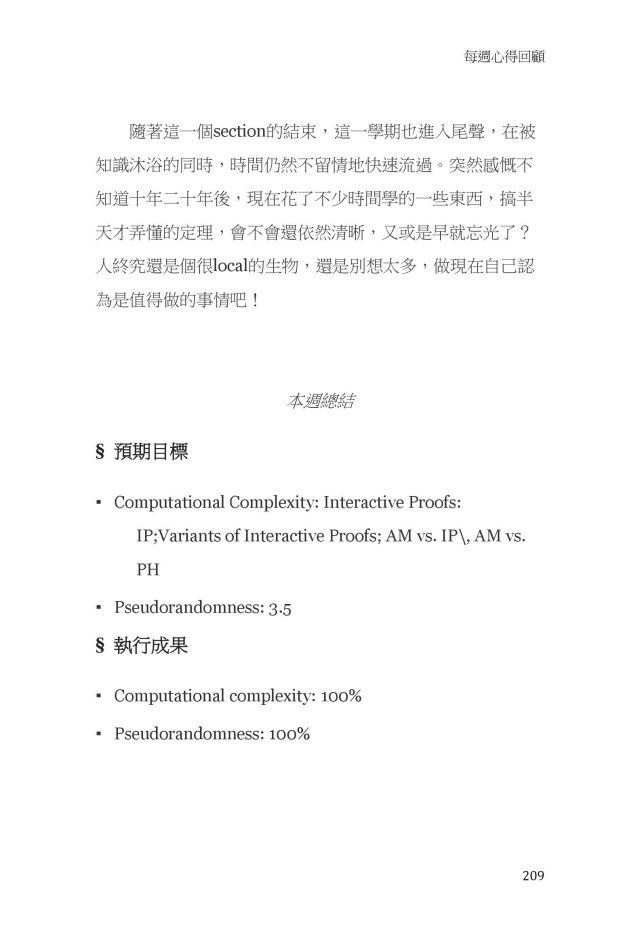 每週心得回顧
隨著這一個section的結束，這一學期也進入尾聲，在被
知識沐浴的同時，時間仍然不留情地快速流過。突然感慨不
知道十年二十年後，現在花了不少時間學的一些東西，搞半
天才弄懂的定理，會不會還依然清晰，又或是早就忘光了？
人終究還是個很local的生物，還是別想太多，做現在自己認
為是值得做的事情吧！
本週總結
§ 預期目標
▪ Computational Complexity: Interactive Proofs:
IP;Variants of Interactive Proofs; AM vs. IP\, AM vs.
PH
▪ Pseudorandomness: 3.5
§ 執行成果
▪ Computational complexity: 100%
▪ Pseudorandomness: 100%
209